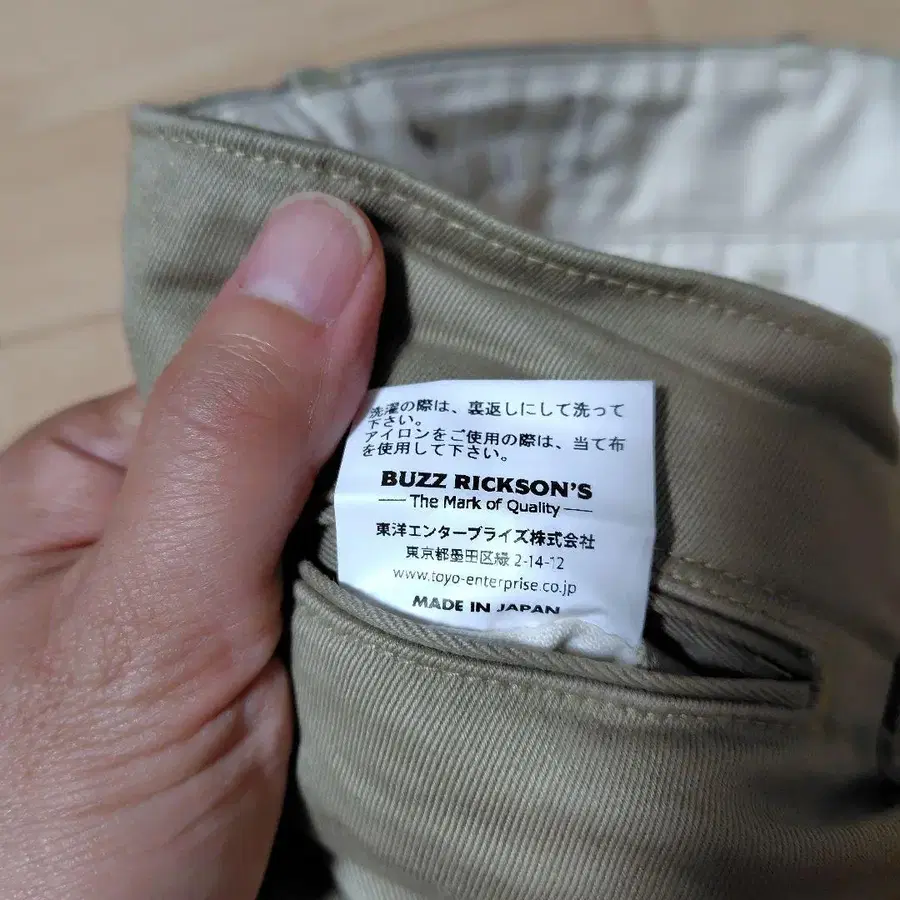 洗濯の際は、裏返しにして洗って
下さい。
アイロンをご使用の際は、当て布
を使用して下さい。
BUZZ RICKSON'S
The Mark of Quality
東洋エンタープライズ株式会社
東京都墨田区緑 2-14-12
www.toyo-enterprise.co.jp
MADE IN JAPAN